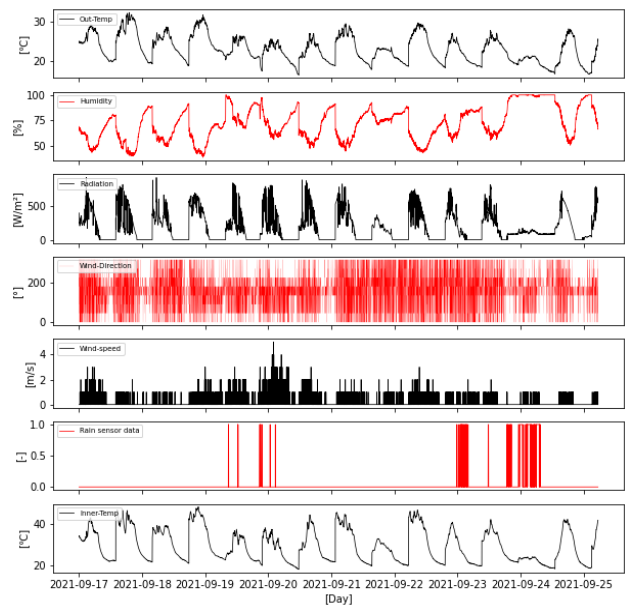 Out-Temp
[℃]
30
20
Humidity
[%]
100
75
50
Radiation
[W/m²]
500
0
Wind-Direction
[°]
200
0
Wind-speed
[m/s]
4
2
0
Rain sensor data
[-]
1.0
0.5
0.0
Inner-Temp
[℃]
40
20
2021-09-17 2021-09-18 2021-09-19 2021-09-20 2021-09-21 2021-09-22 2021-09-23 2021-09-24 2021-09-25
[Day]